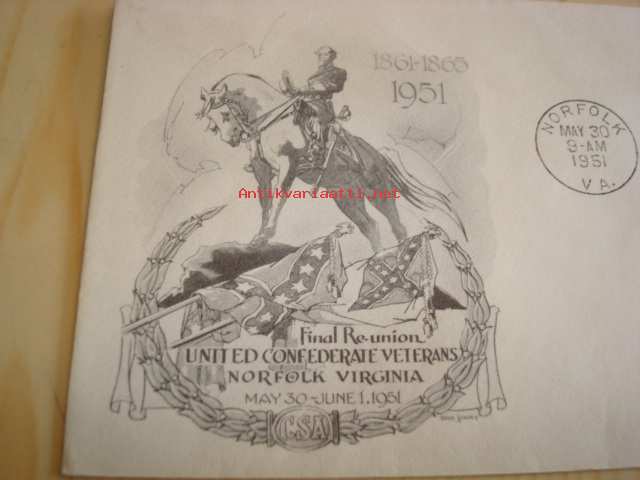 1861-1865
1951
NORFOLK
MAY 30
9-AM
1951
VA.
Antikvariaatti.net
Final Re-union
UNITED CONFEDERATE VETERANS
NORFOLK VIRGINIA
MAY 30-JUNE 1, 1951
CSA